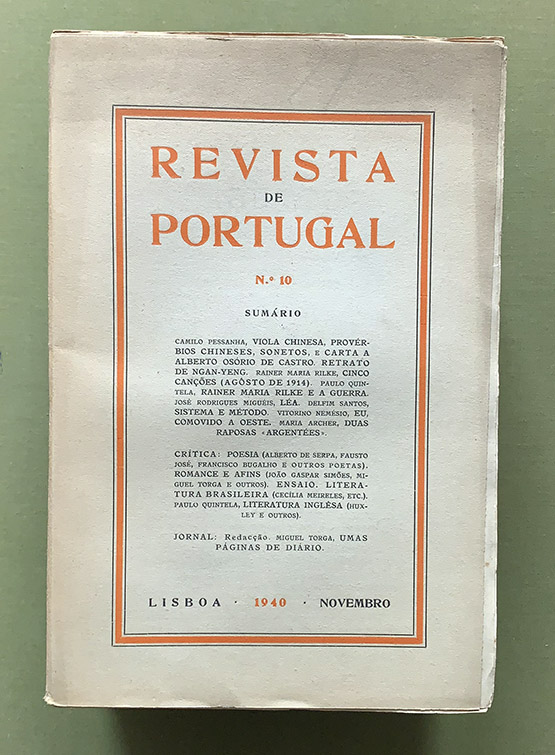 REVISTA
DE
PORTUGAL
N.º 10
SUMÁRIO
CAMILO PESSANHA, VIOLA CHINESA, PROVÉR-
BIOS CHINESES, SONETOS, E CARTA A
ALBERTO OSÓRIO DE CASTRO. RETRATO
DE NGAN-YENG. RAINER MARIA RILKE, CINCO
CANÇÕES (AGÔSTO DE 1914). PAULO QUIN-
TELA, RAINER MARIA RILKE E A GUERRA.
JOSÉ RODRIGUES MIGUÉIS, LÉA. DELFIM SANTOS,
SISTEMA E MÉTODO. VITORINO NEMÉSIO, EU,
COMOVIDO A OESTE. MARIA ARCHER, DUAS
RAPOSAS «ARGENTÉES».
CRÍTICA: POESIA (ALBERTO DE SERPA, FAUSTO
JOSÉ, FRANCISCO BUGALHO E OUTROS POETAS).
ROMANCE E AFINS (JOÃO GASPAR SIMÕES, MI-
GUEL TORGA E OUTROS). ENSAIO. LITERA-
TURA BRASILEIRA (CECÍLIA MEIRELES, ETC.).
PAULO QUINTELA, LITERATURA INGLÊSA (HUX-
LEY E OUTROS).
JORNAL: Redacção. MIGUEL TORGA, UMAS
PÁGINAS DE DIÁRIO.
LISBOA · 1940 · NOVEMBRO